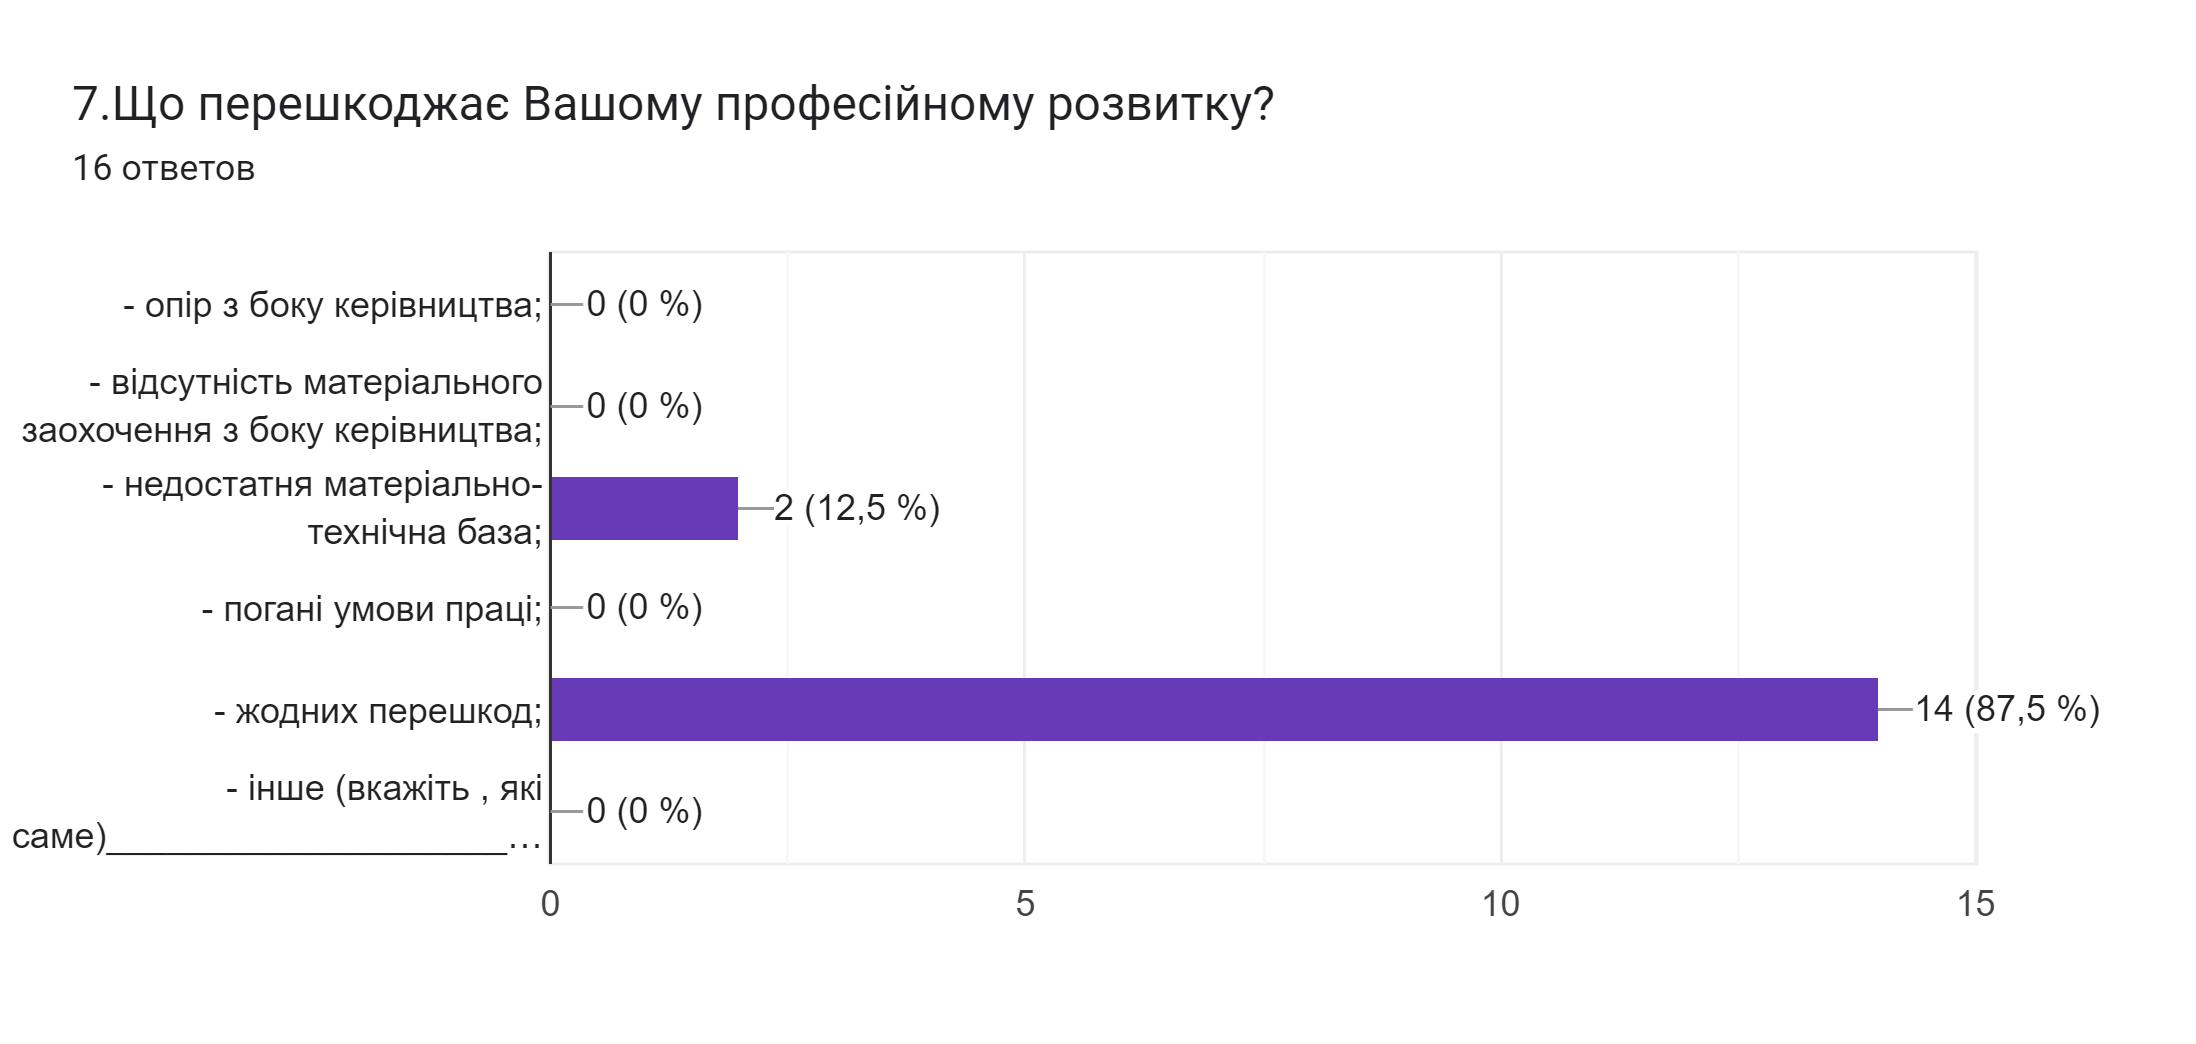 7.Що перешкоджає Вашому професійному розвитку?
16 ответов
- опір з боку керівництва;
0 (0 %)
- відсутність матеріального
заохочення з боку керівництва;
0 (0 %)
- недостатня матеріально-
технічна база;
2 (12,5 %)
- погані умови праці;
0 (0 %)
- жодних перешкод;
14 (87,5 %)
- інше (вкажіть , які
саме)____________________…
0 (0 %)
0
5
10
15